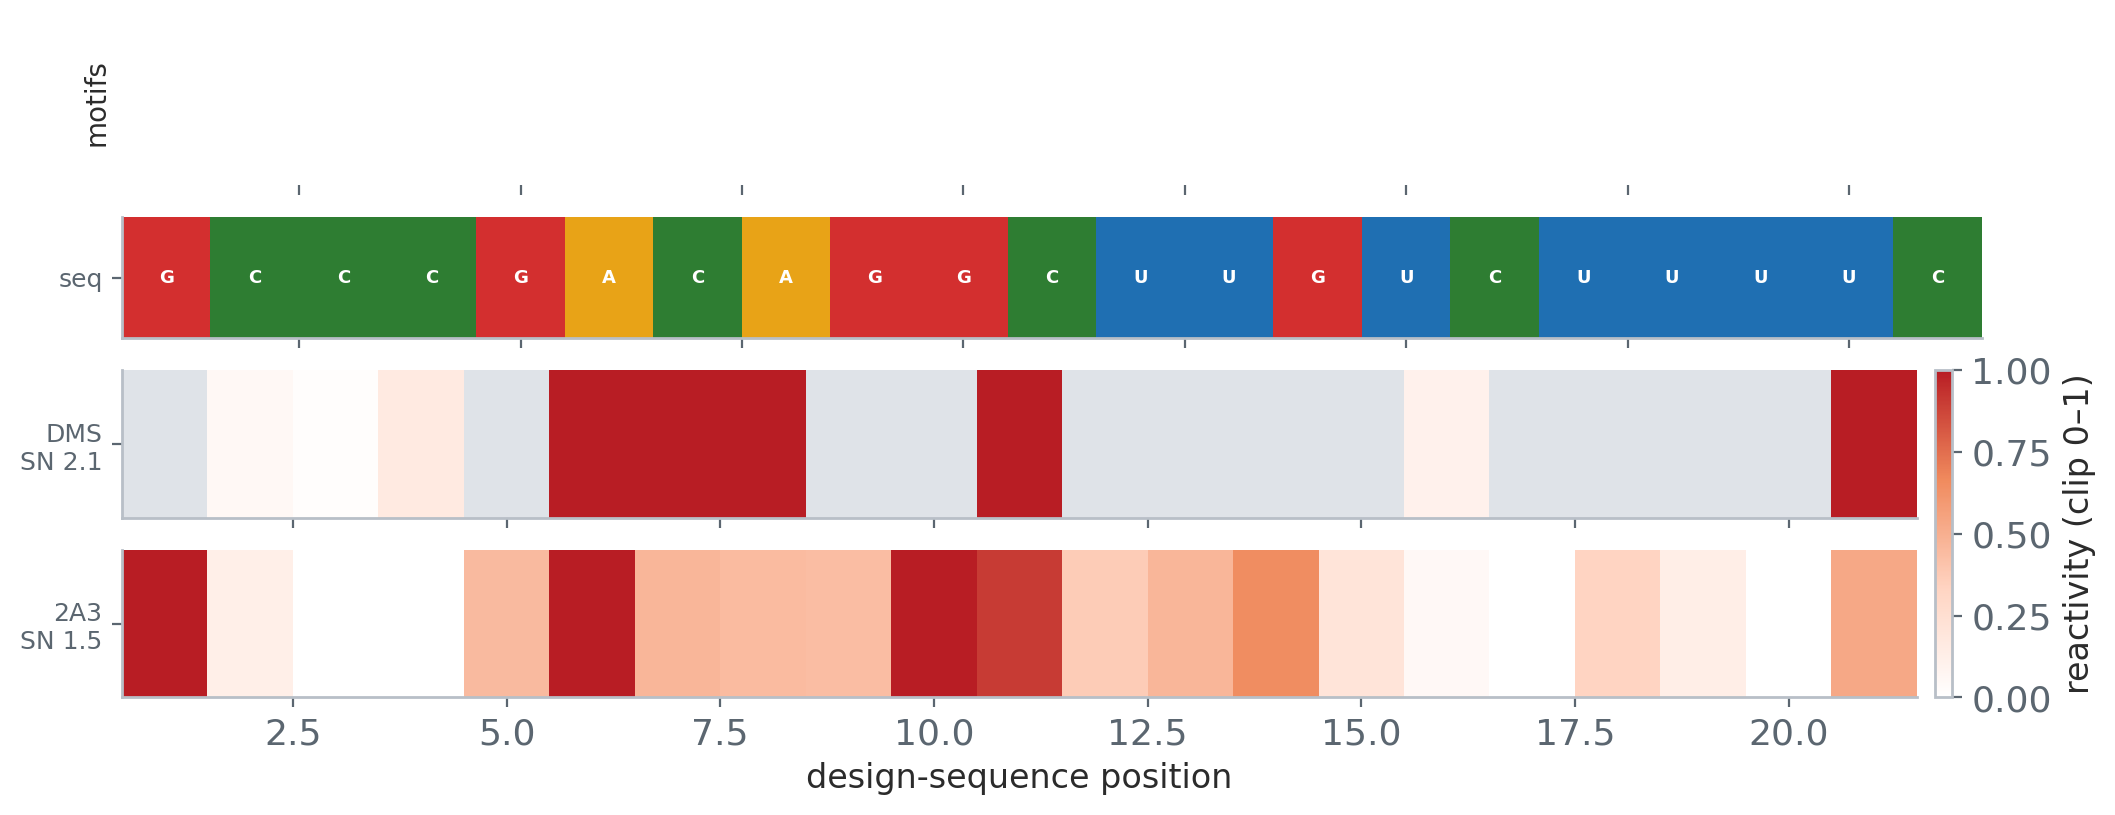 motifs
seq
G C C C G A C A G G C U U G U C U U U U C
DMS
SN 2.1
2A3
SN 1.5
1.00
0.75
0.50
0.25
0.00
reactivity (clip 0–1)
2.5 5.0 7.5 10.0 12.5 15.0 17.5 20.0
design-sequence position